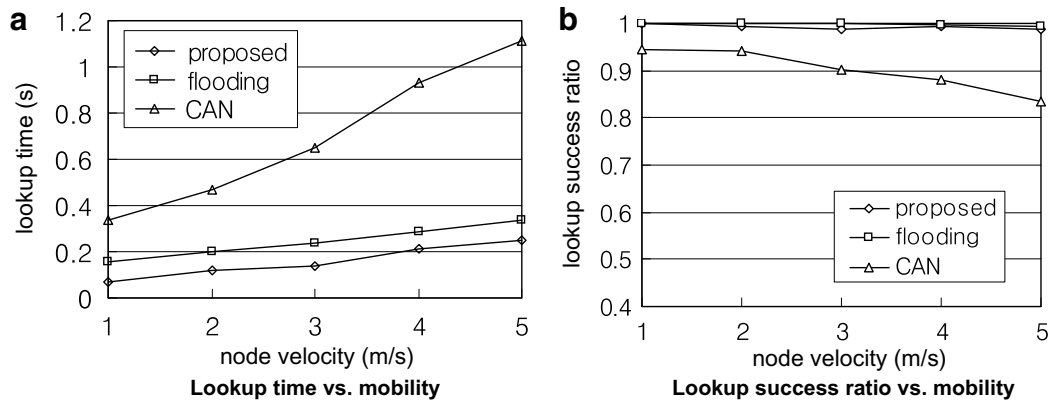 a
1.2
1
0.8
0.6
0.4
0.2
0
lookup time (s)
proposed
flooding
CAN
1 2 3 4 5
node velocity (m/s)
Lookup time vs. mobility
b
1
0.9
0.8
0.7
0.6
0.5
0.4
lookup success ratio
proposed
flooding
CAN
1 2 3 4 5
node velocity (m/s)
Lookup success ratio vs. mobility